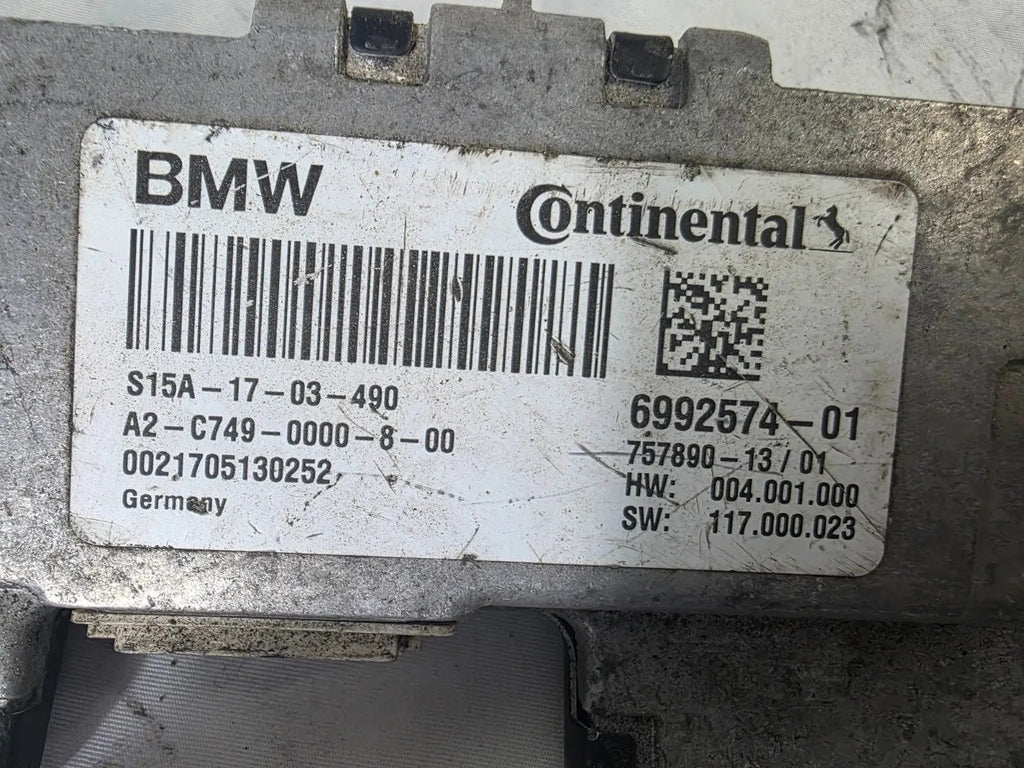 BMW
Continental
S15A-17-03-490
A2-C749-0000-8-00
0021705130252
Germany
6992574-01
757890-13/01
HW: 004.001.000
SW: 117.000.023